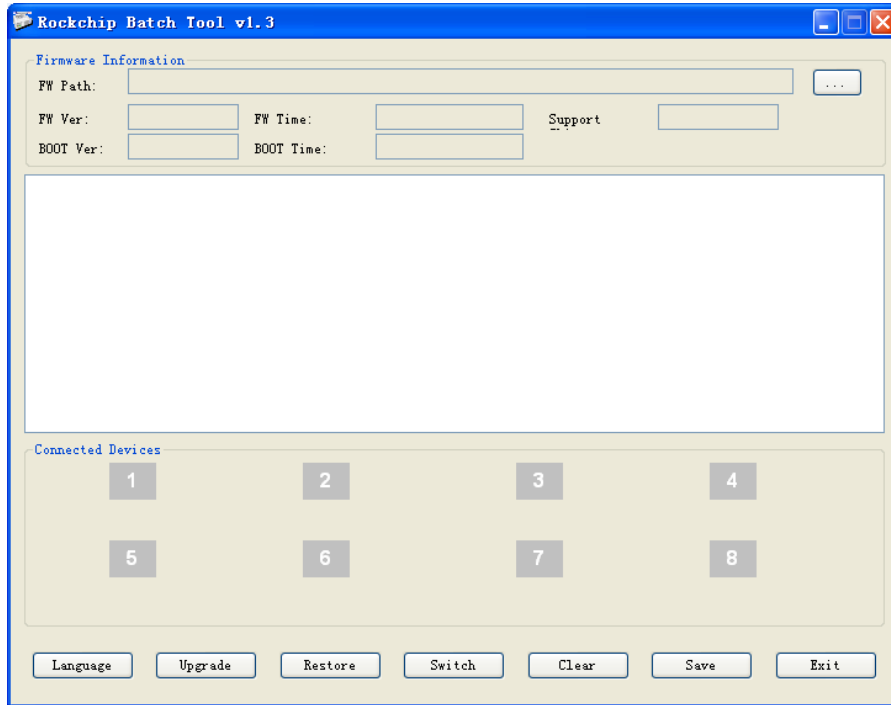 Rockchip Batch Tool v1.3
Firmware Information
FW Path:
...
FW Ver:
FW Time:
Support
BOOT Ver:
BOOT Time:
Connected Devices
1 2 3 4
5 6 7 8
Language Upgrade Restore Switch Clear Save Exit